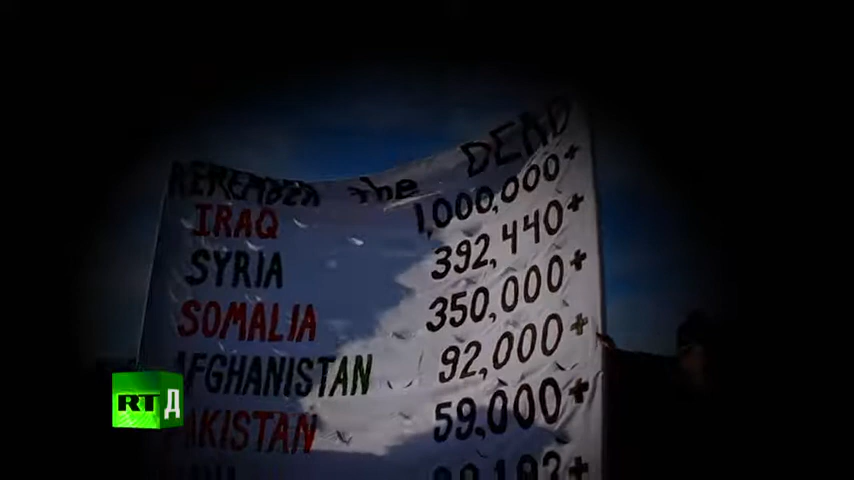 REMEMBER the DEAD
IRAQ 1,000,000+
SYRIA 392,440+
SOMALIA 350,000+
AFGHANISTAN 92,000+
PAKISTAN 59,000+
RT Д